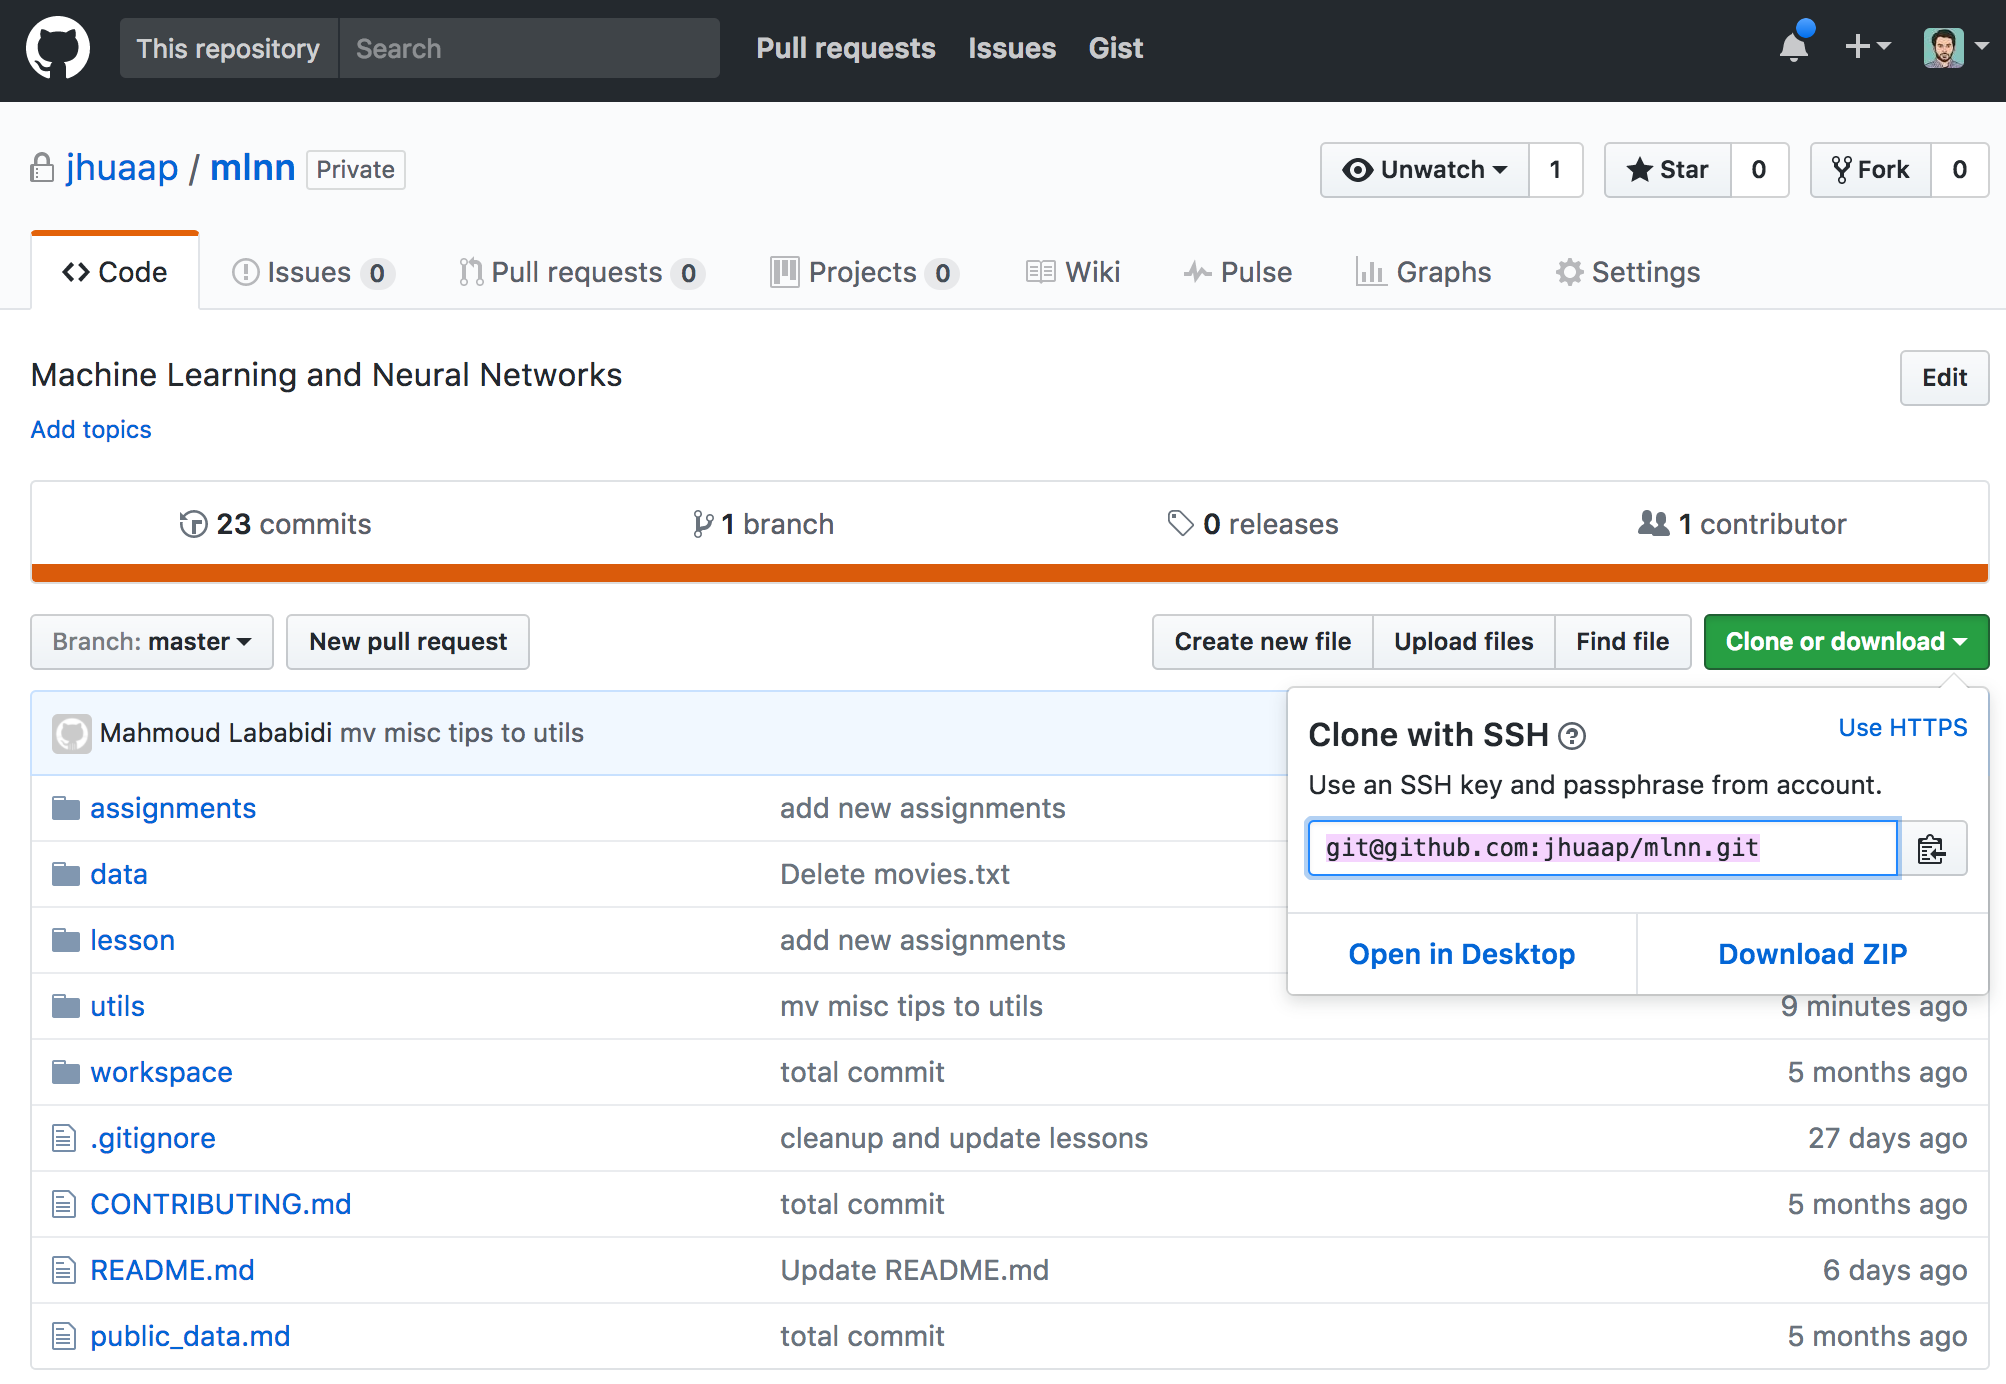 This repository Search Pull requests Issues Gist
jhuaap / mlnn Private Unwatch 1 Star 0 Fork 0
Code Issues 0 Pull requests 0 Projects 0 Wiki Pulse Graphs Settings
Machine Learning and Neural Networks Edit
Add topics
23 commits 1 branch 0 releases 1 contributor
Branch: master New pull request Create new file Upload files Find file Clone or download
Mahmoud Lababidi mv misc tips to utils
Clone with SSH ? Use HTTPS
Use an SSH key and passphrase from account.
git@github.com:jhuaap/mlnn.git
Open in Desktop Download ZIP
assignments add new assignments
data Delete movies.txt
lesson add new assignments
utils mv misc tips to utils 9 minutes ago
workspace total commit 5 months ago
.gitignore cleanup and update lessons 27 days ago
CONTRIBUTING.md total commit 5 months ago
README.md Update README.md 6 days ago
public_data.md total commit 5 months ago